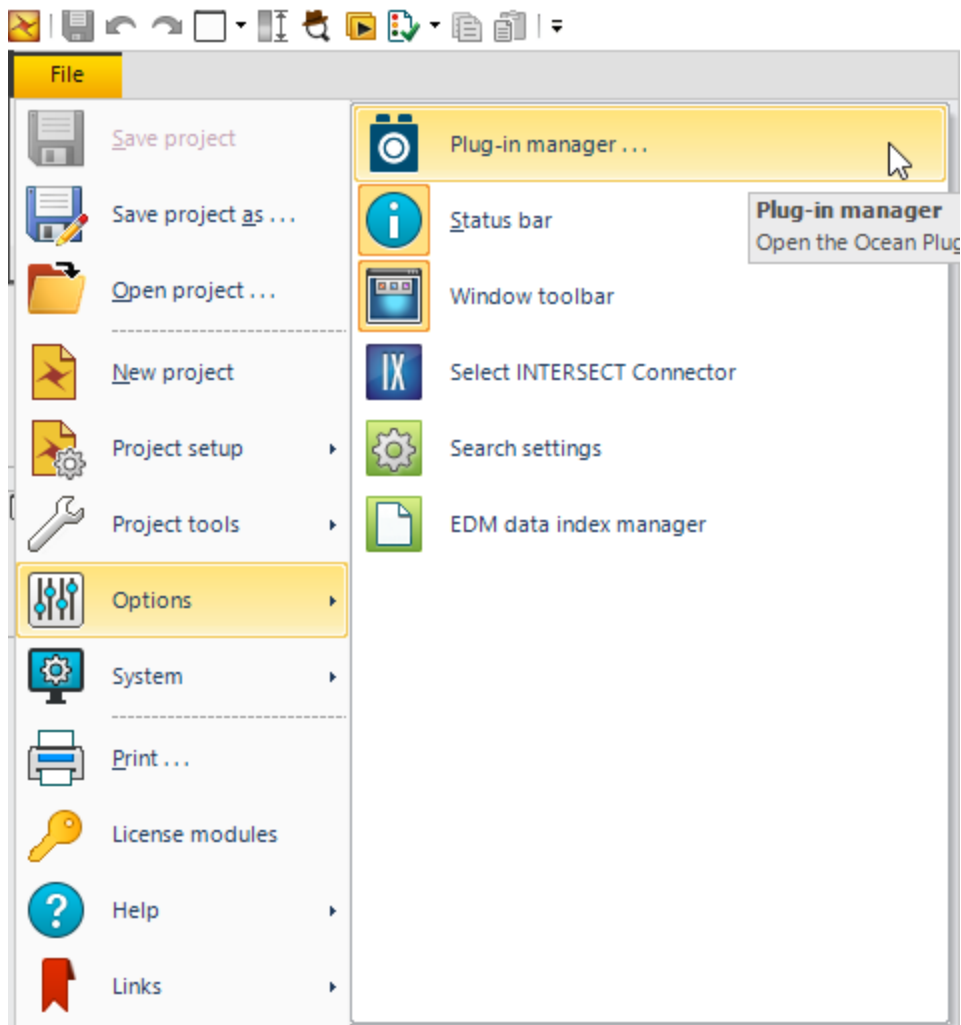 File
Save project
Save project as ...
Open project ...
New project
Project setup
Project tools
Options
System
Print ...
License modules
Help
Links
Plug-in manager ...
Status bar
Window toolbar
IX
Select INTERSECT Connector
Search settings
EDM data index manager
Plug-in manager
Open the Ocean Plug